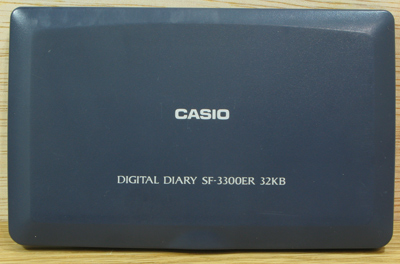 CASIO
DIGITAL DIARY SF-3300ER 32KB